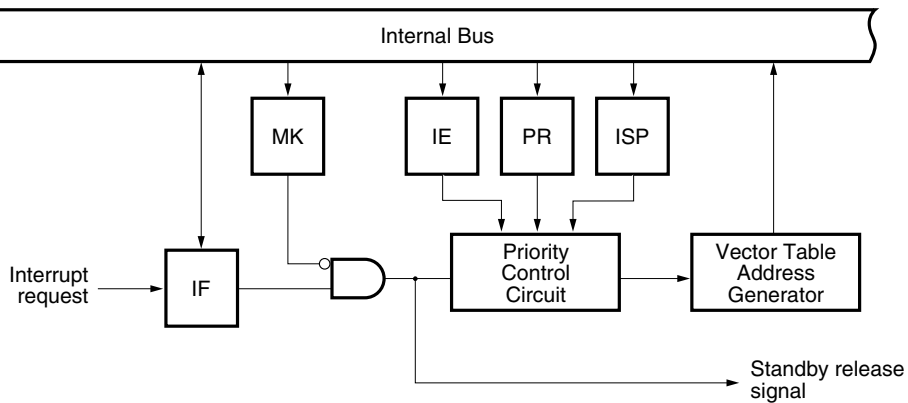 Internal Bus
MK
IE
PR
ISP
Interrupt
request
IF
Priority
Control
Circuit
Vector Table
Address
Generator
Standby release
signal